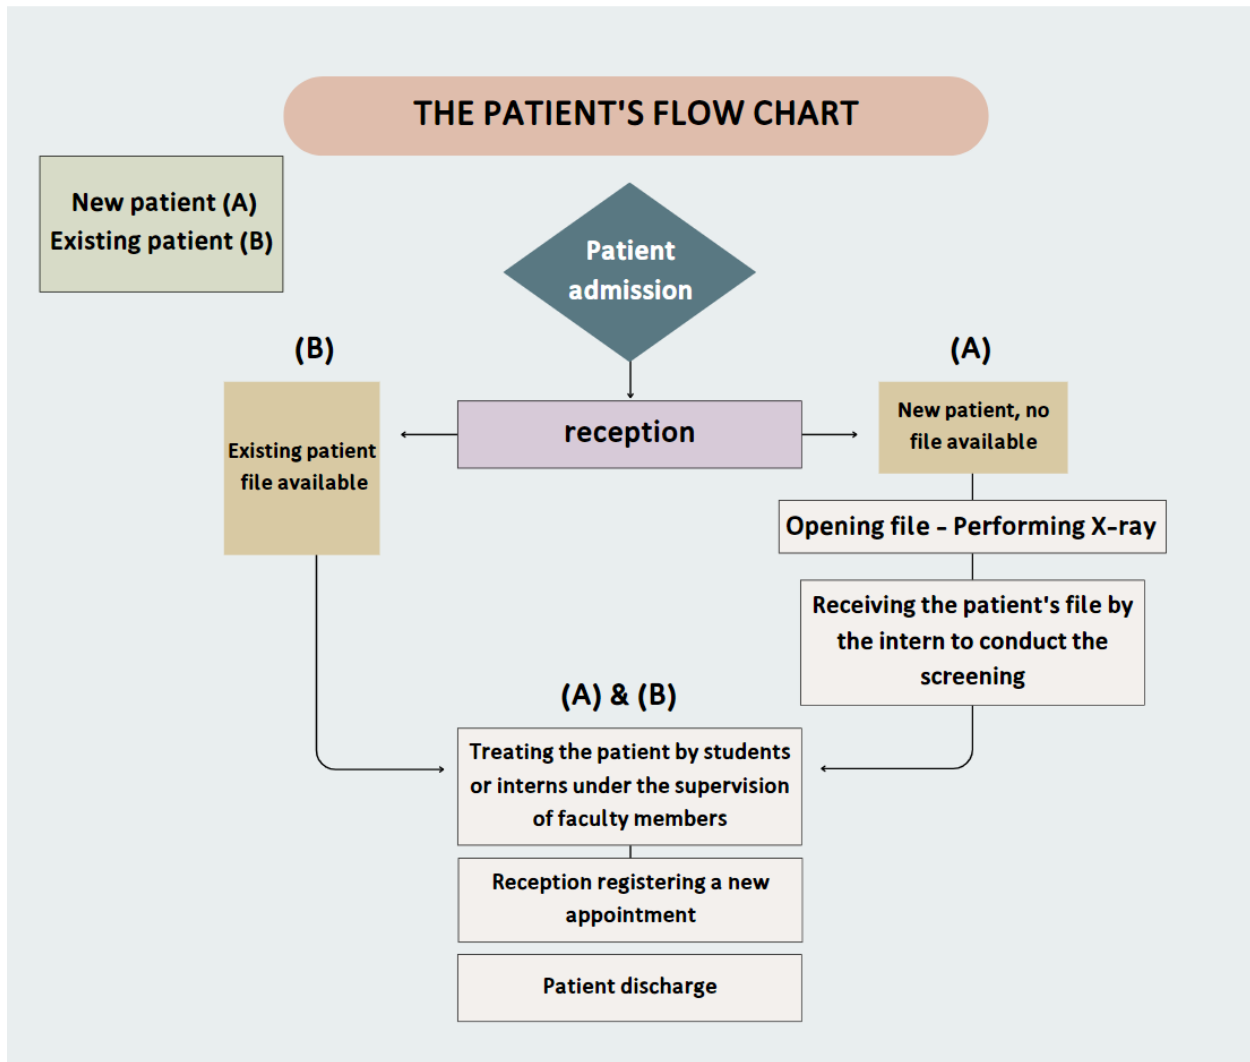 THE PATIENT'S FLOW CHART
New patient (A)
Existing patient (B)
Patient
admission
(B)
(A)
reception
Existing patient
file available
New patient, no
file available
Opening file - Performing X-ray
Receiving the patient's file by
the intern to conduct the
screening
(A) & (B)
Treating the patient by students
or interns under the supervision
of faculty members
Reception registering a new
appointment
Patient discharge